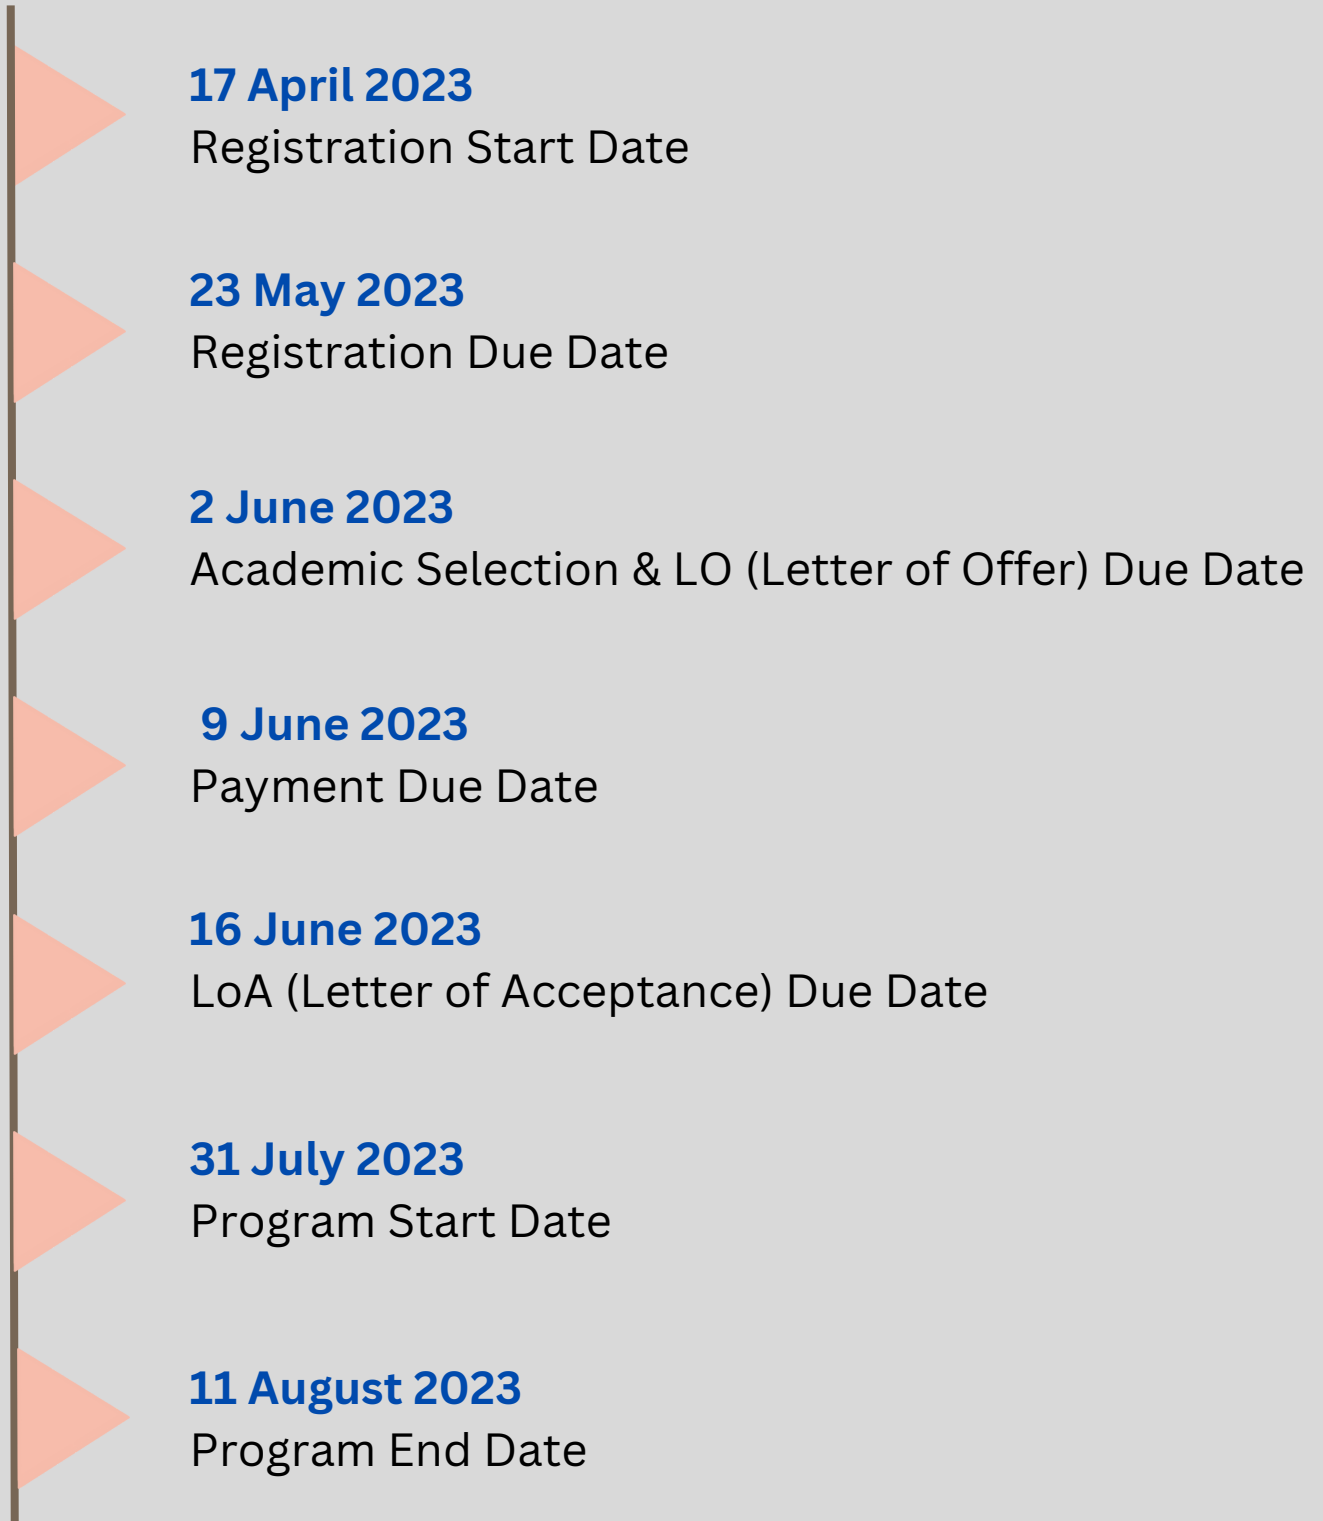 17 April 2023
Registration Start Date
23 May 2023
Registration Due Date
2 June 2023
Academic Selection & LO (Letter of Offer) Due Date
9 June 2023
Payment Due Date
16 June 2023
LoA (Letter of Acceptance) Due Date
31 July 2023
Program Start Date
11 August 2023
Program End Date